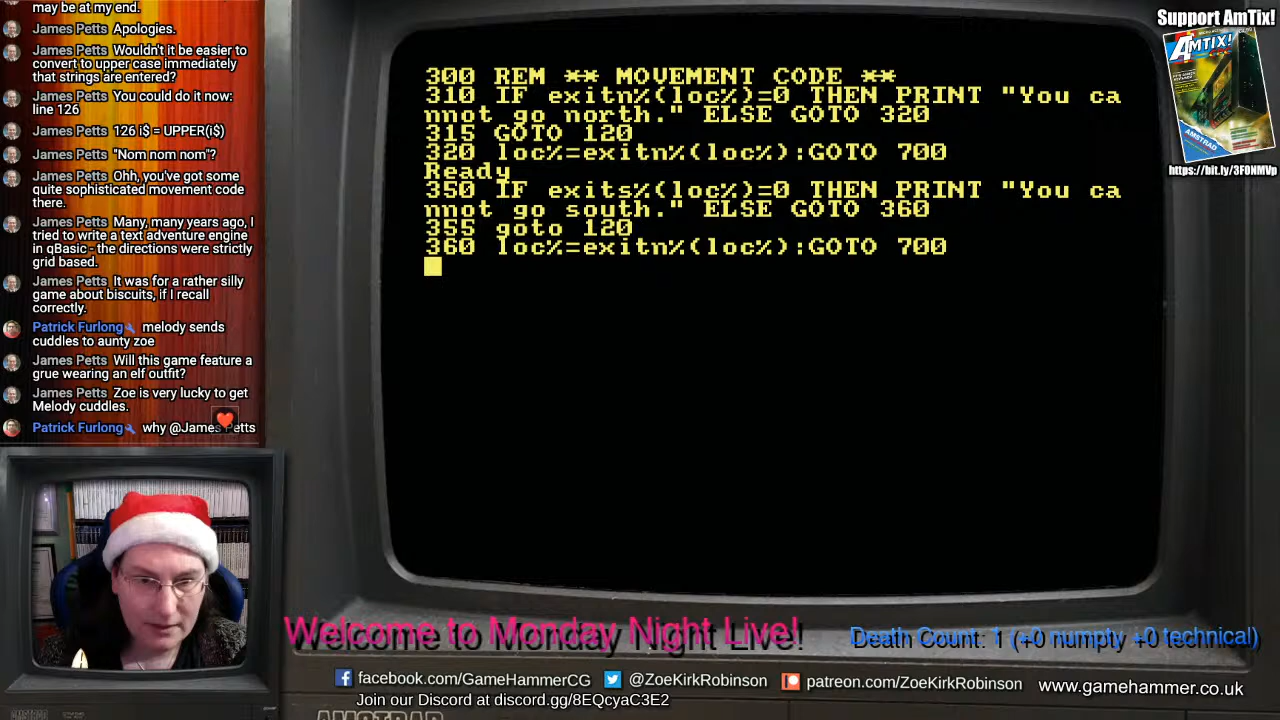 may be at my end.
James Petts Apologies.
James Petts Wouldn't it be easier to
convert to upper case immediately
that strings are entered?
James Petts You could do it now:
line 126
James Petts 126 i$ = UPPER(i$)
James Petts "Nom nom nom"?
James Petts Ohh, you've got some
quite sophisticated movement code
there.
James Petts Many, many years ago, I
tried to write a text adventure engine
in qBasic - the directions were strictly
grid based.
James Petts It was for a rather silly
game about biscuits, if I recall
correctly.
Patrick Furlong melody sends
cuddles to aunty zoe
James Petts Will this game feature a
grue wearing an elf outfit?
James Petts Zoe is very lucky to get
Melody cuddles.
Patrick Furlong why @James Petts
300 REM ** MOVEMENT CODE **
310 IF exitn%(loc%)=0 THEN PRINT "You ca
nnot go north." ELSE GOTO 320
315 GOTO 120
320 loc%=exitn%(loc%):GOTO 700
Ready
350 IF exits%(loc%)=0 THEN PRINT "You ca
nnot go south." ELSE GOTO 360
355 goto 120
360 loc%=exitn%(loc%):GOTO 700
Support AmTix!
AMTIX!
AMSTRAD
https://bit.ly/3F0NMVp
Welcome to Monday Night Live!
Death Count: 1 (+0 numpty +0 technical)
facebook.com/GameHammerCG
@ZoeKirkRobinson
patreon.com/ZoeKirkRobinson
www.gamehammer.co.uk
Join our Discord at discord.gg/8EQcyaC3E2
AMSTRAD